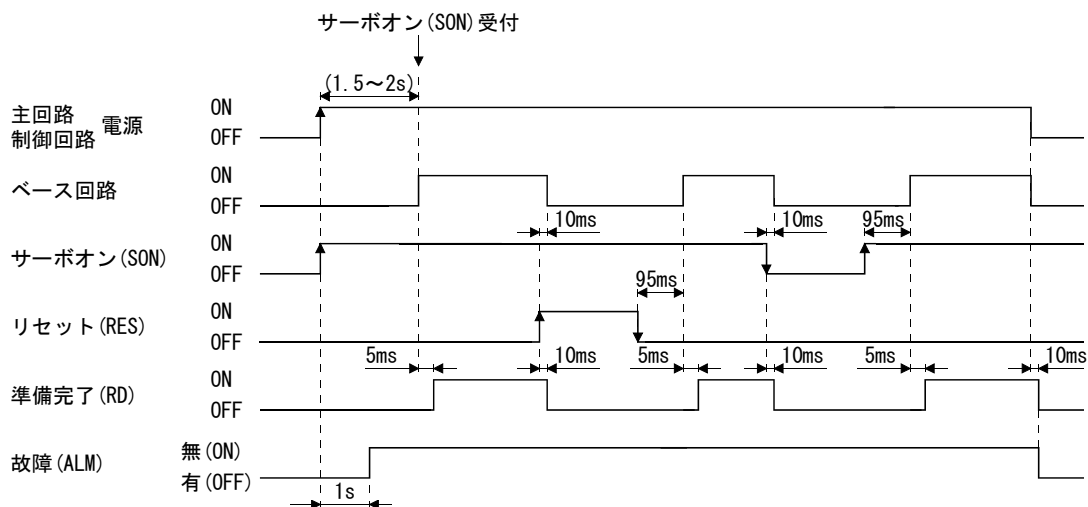 サーボオン(SON)受付
(1.5～2s)
主回路
制御回路
電源
ON
OFF
ベース回路
ON
OFF
10ms
10ms
95ms
サーボオン(SON)
ON
OFF
95ms
リセット(RES)
ON
OFF
5ms
10ms
5ms
10ms
5ms
10ms
準備完了(RD)
ON
OFF
故障(ALM)
無(ON)
有(OFF)
1s